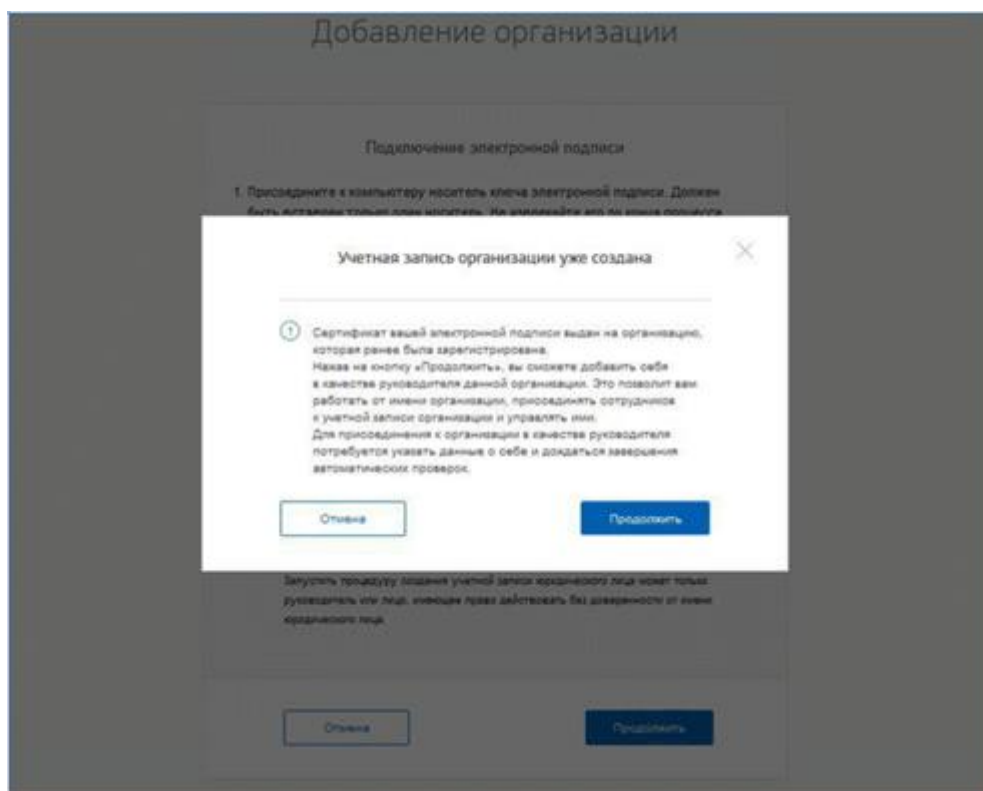 Добавление организации
Подключение электронной подписи
1. Присоедините к компьютеру носитель ключа электронной подписи. Должен
быть вставлен только один носитель. Не извлекайте его до конца процесса
Учетная запись организации уже создана
Сертификат вашей электронной подписи выдан на организацию,
которая ранее была зарегистрирована.
Нажав на кнопку «Продолжить», вы сможете добавить себя
в качестве руководителя данной организации. Это позволит вам
работать от имени организации, присоединять сотрудников
к учетной записи организации и управлять ими.
Для присоединения к организации в качестве руководителя
потребуется указать данные о себе и дождаться завершения
автоматических проверок.
Отмена
Продолжить
Запустить процедуру создания учетной записи юридического лица может только
руководитель или лицо, имеющее право действовать без доверенности от имени
юридического лица
Отмена
Продолжить